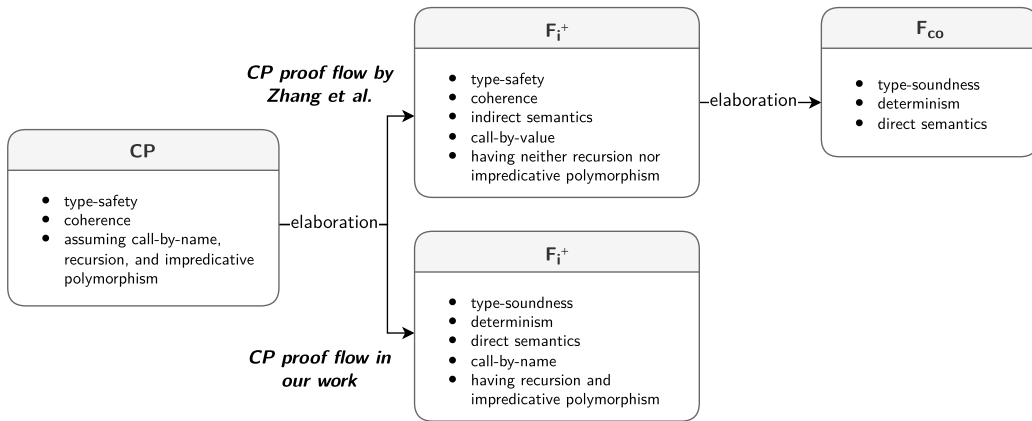 CP
• type-safety
• coherence
• assuming call-by-name,
recursion, and impredicative
polymorphism
elaboration
CP proof flow by
Zhang et al.
Fᵢ⁺
• type-safety
• coherence
• indirect semantics
• call-by-value
• having neither recursion nor
impredicative polymorphism
elaboration
F_co
• type-soundness
• determinism
• direct semantics
CP proof flow in
our work
Fᵢ⁺
• type-soundness
• determinism
• direct semantics
• call-by-name
• having recursion and
impredicative polymorphism